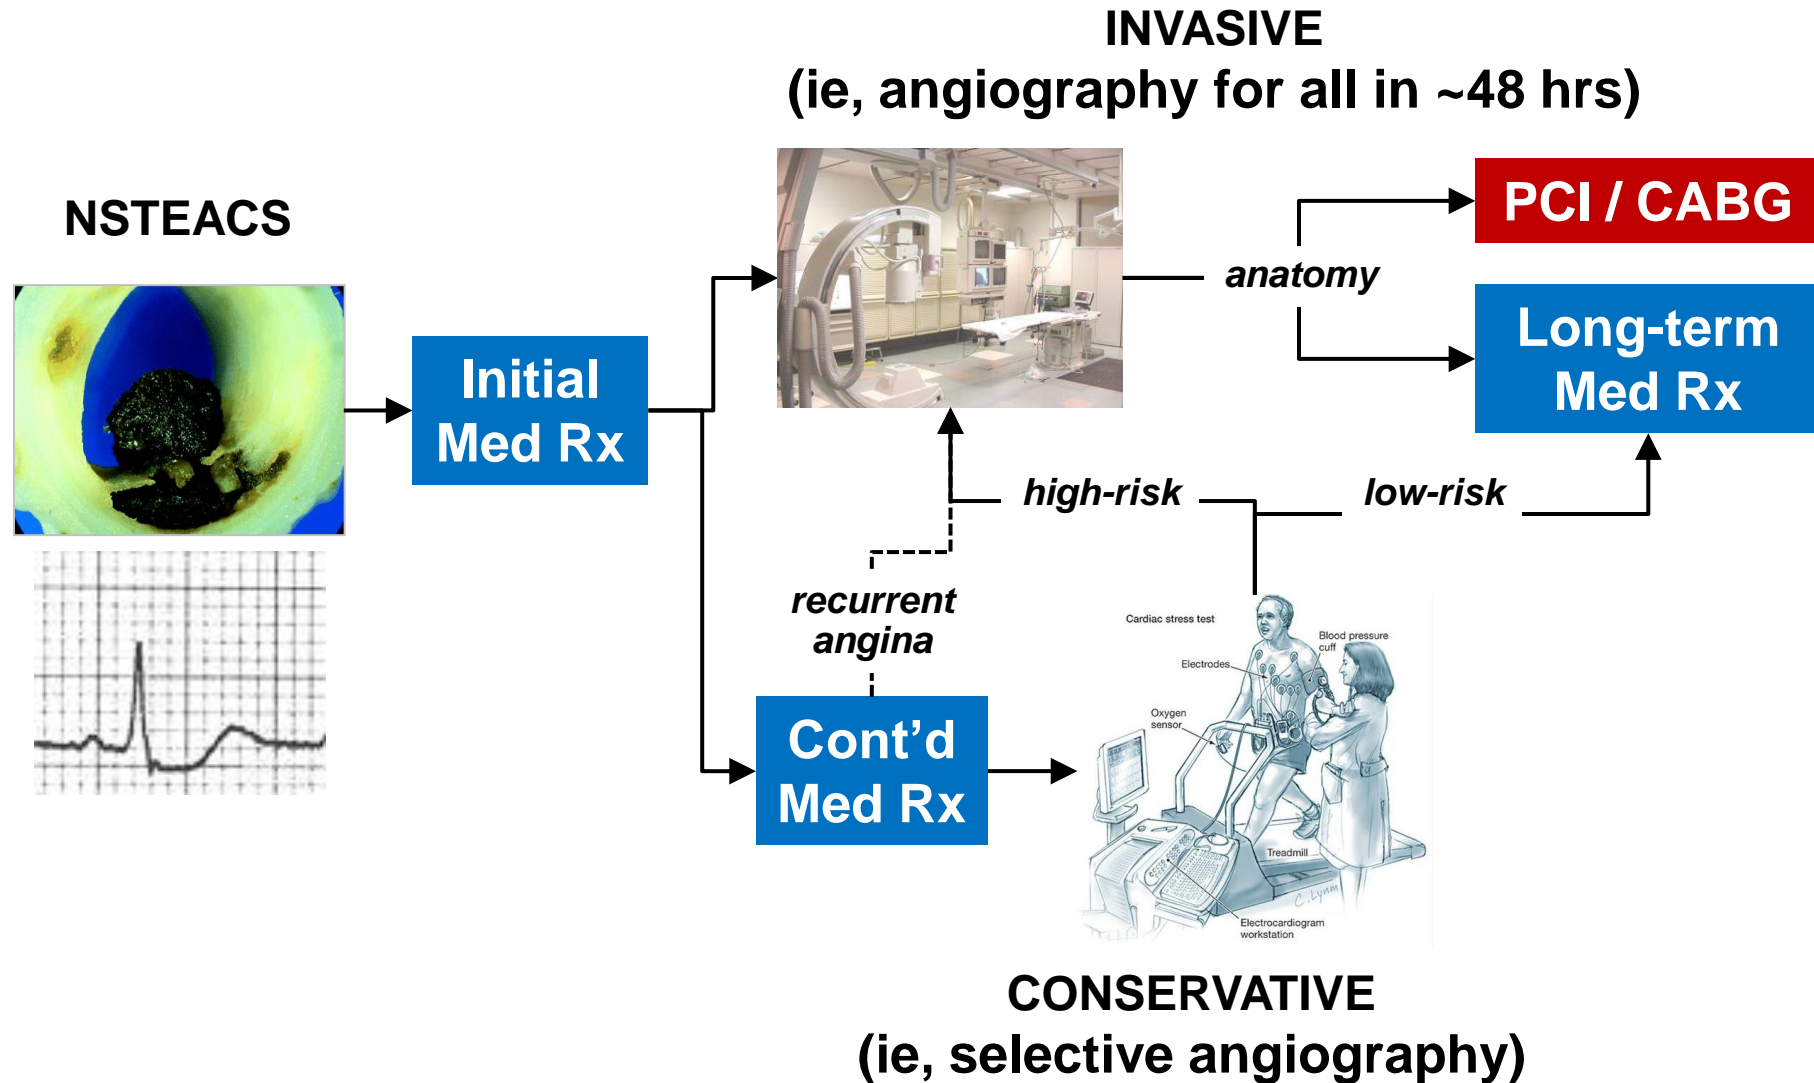 INVASIVE
(ie, angiography for all in ~48 hrs)
NSTEACS
PCI / CABG
anatomy
Initial
Med Rx
Long-term
Med Rx
high-risk
low-risk
recurrent
angina
Cont’d
Med Rx
Cardiac stress test
Blood pressure
cuff
Electrodes
Oxygen
sensor
Treadmill
C. Lynm
Electrocardiogram
workstation
CONSERVATIVE
(ie, selective angiography)